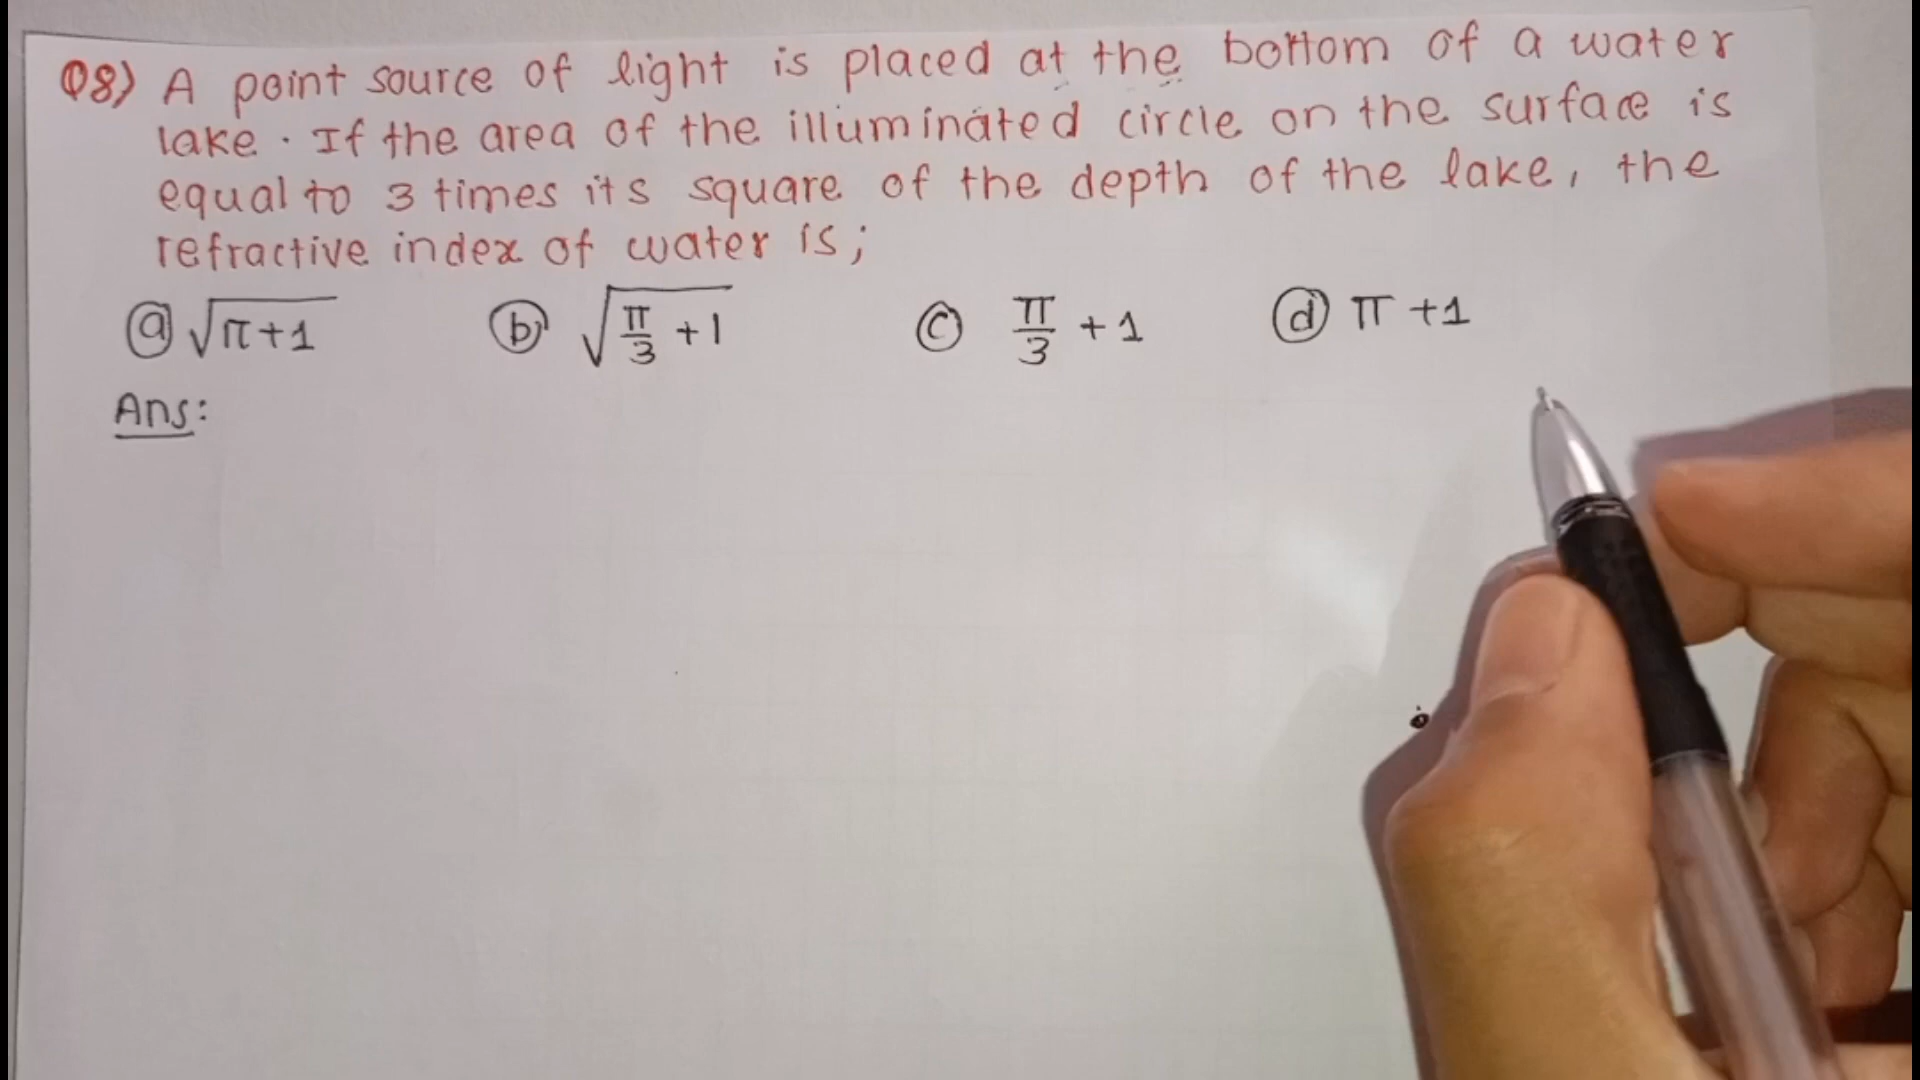 Q8) A point source of light is placed at the bottom of a water
lake. If the area of the illuminated circle on the surface is
equal to 3 times its square of the depth of the lake, the
refractive index of water is;
ⓐ √(π+1) ⓑ √(π/3 +1) ⓒ π/3 +1 ⓓ π +1
Ans: